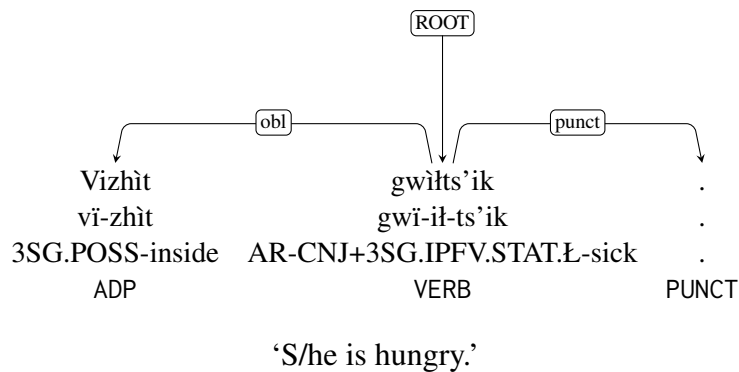 ROOT
obl punct
Vizhìt gwìłts’ik .
vï-zhìt gwï-ił-ts’ik .
3SG.POSS-inside AR-CNJ+3SG.IPFV.STAT.Ł-sick .
ADP VERB PUNCT
‘S/he is hungry.’